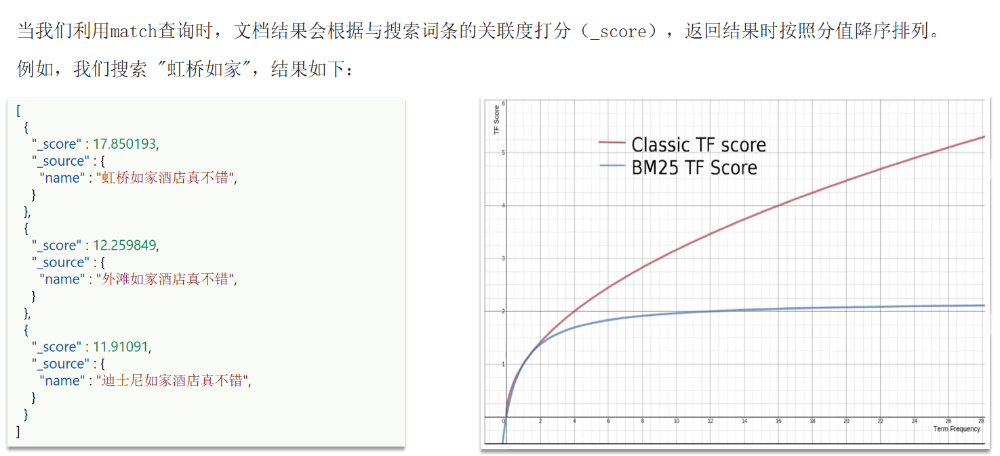 当我们利用match查询时，文档结果会根据与搜索词条的关联度打分（_score），返回结果时按照分值降序排列。
例如，我们搜索 "虹桥如家"，结果如下：
[
{
"_score" : 17.850193,
"_source" : {
"name" : "虹桥如家酒店真不错",
}
},
{
"_score" : 12.259849,
"_source" : {
"name" : "外滩如家酒店真不错",
}
},
{
"_score" : 11.91091,
"_source" : {
"name" : "迪士尼如家酒店真不错",
}
}
]
TF Score
6
5
4
3
2
1
Classic TF score
BM25 TF Score
0 2 4 6 8 10 12 14 16 18 20 22 24 26 28
Term Frequency